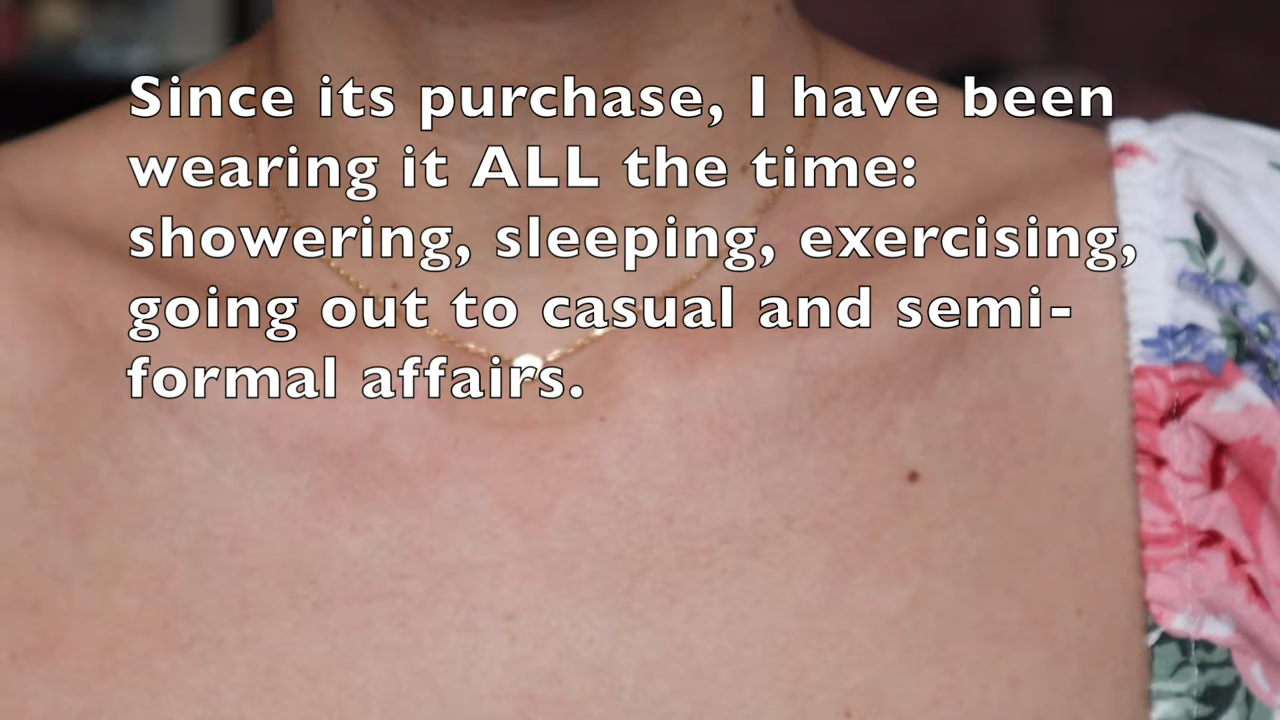 Since its purchase, I have been
wearing it ALL the time:
showering, sleeping, exercising,
going out to casual and semi-
formal affairs.